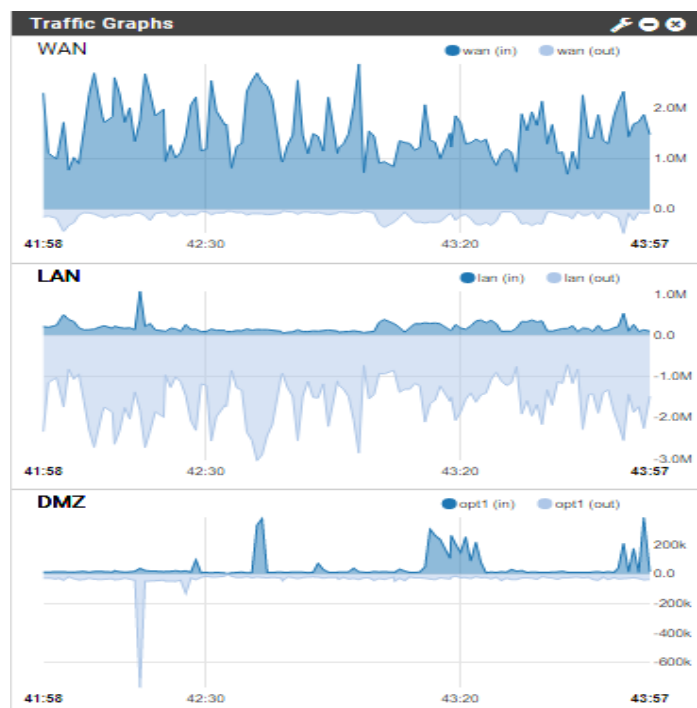 Traffic Graphs
WAN
wan (in) wan (out)
2.0M
1.0M
0.0
41:58 42:30 43:20 43:57
LAN
lan (in) lan (out)
1.0M
0.0
-1.0M
-2.0M
-3.0M
41:58 42:30 43:20 43:57
DMZ
opt1 (in) opt1 (out)
200k
0.0
-200k
-400k
-600k
41:58 42:30 43:20 43:57